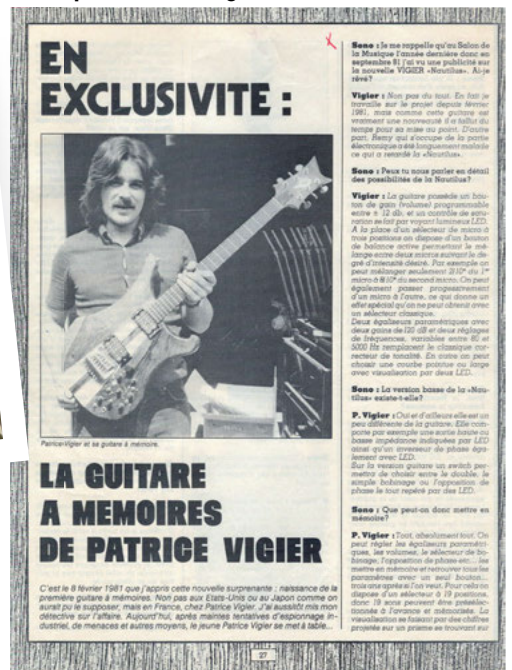 EN
EXCLUSIVITE :
Patrice Vigier et sa guitare à mémoire.
LA GUITARE
A MEMOIRES
DE PATRICE VIGIER
C'est le 8 février 1981 que j'appris cette nouvelle surprenante : naissance de la
première guitare à mémoires. Non pas aux Etats-Unis ou au Japon comme on
aurait pu le supposer, mais en France, chez Patrice Vigier. J'ai aussitôt mis mon
détective sur l'affaire. Aujourd'hui, après maintes tentatives d'espionnage in-
dustriel, de menaces et autres moyens, le jeune Patrice Vigier se met à table...
Sono : Je me rappelle qu'au Salon de
la Musique l'année dernière donc en
septembre 81 j'ai vu une publicité sur
la nouvelle VIGIER «Nautilus». Ai-je
rêvé?
Vigier : Non pas du tout. En fait je
travaille sur le projet depuis février
1981, mais comme cette guitare est
vraiment une nouveauté il a fallut du
temps pour sa mise au point. D'autre
part, Remy qui s'occupe de la partie
électronique a été longuement malade
ce qui a retardé la «Nautilus».
Sono : Peux tu nous parler en détail
des possibilités de la Nautilus?
Vigier : La guitare possède un bou-
ton de gain (volume) programmable
entre ± 12 db, et un contrôle de satu-
ration se fait par voyant lumineux LED.
A la place d'un sélecteur de micro à
trois positions on dispose d'un bouton
de balance active permettant le mé-
lange entre deux micros suivant le de-
gré d'intensité désiré. Par exemple on
peut mélanger seulement 2/10e du 1er
micro à 8/10e du second micro. On peut
également passer progressivement
d'un micro à l'autre, ce qui donne un
effet spécial qu'on ne peut obtenir avec
un sélecteur classique.
Deux égaliseurs paramétriques avec
deux gains de 120 dB et deux réglages
de fréquences, variables entre 60 et
5000 Hz remplacent le classique cor-
recteur de tonalité. En outre on peut
choisir une courbe pointue ou large
avec visualisation par deux LED.
Sono : La version basse de la «Nau-
tilus» existe-t-elle?
P. Vigier : Oui et d'ailleurs elle est un
peu différente de la guitare. Elle com-
porte par exemple une sortie haute ou
basse impédance indiquées par LED
ainsi qu'un inverseur de phase éga-
lement avec LED.
Sur la version guitare un switch per-
mettra de choisir entre le double, le
simple bobinage ou l'opposition de
phase le tout repéré par des LED.
Sono : Que peut-on donc mettre en
mémoire?
P. Vigier : Tout, absolument tout. On
peut régler les égaliseurs paramétri-
ques, les volumes, le sélecteur de bo-
binage, l'opposition de phase etc... les
mettre en mémoire et retrouver tous les
paramètres avec un seul bouton...
trois ans après si l'on veut. Pour cela on
dispose d'un sélecteur à 19 positions,
donc 19 sons peuvent être présélec-
tionnés à l'avance et mémorisés. La
visualisation se faisant par des chiffres
projetés sur un prisme se trouvant sur
27